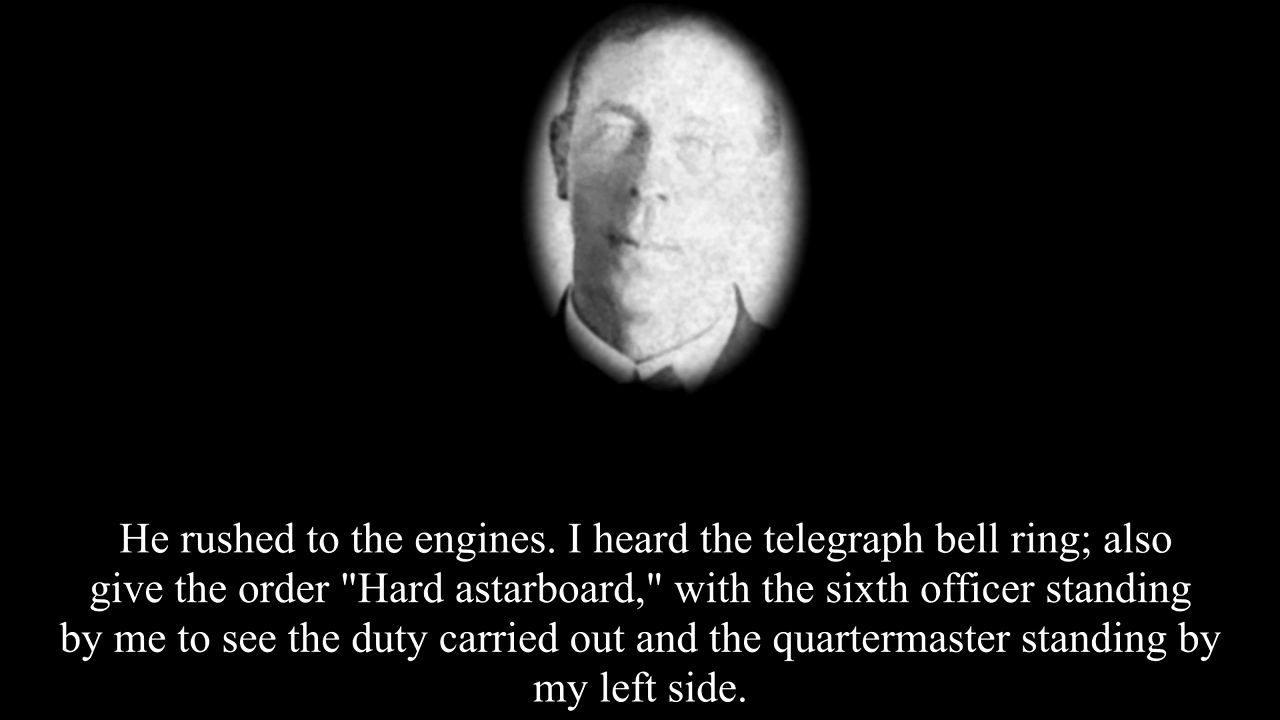 He rushed to the engines. I heard the telegraph bell ring; also
give the order "Hard astarboard," with the sixth officer standing
by me to see the duty carried out and the quartermaster standing by
my left side.